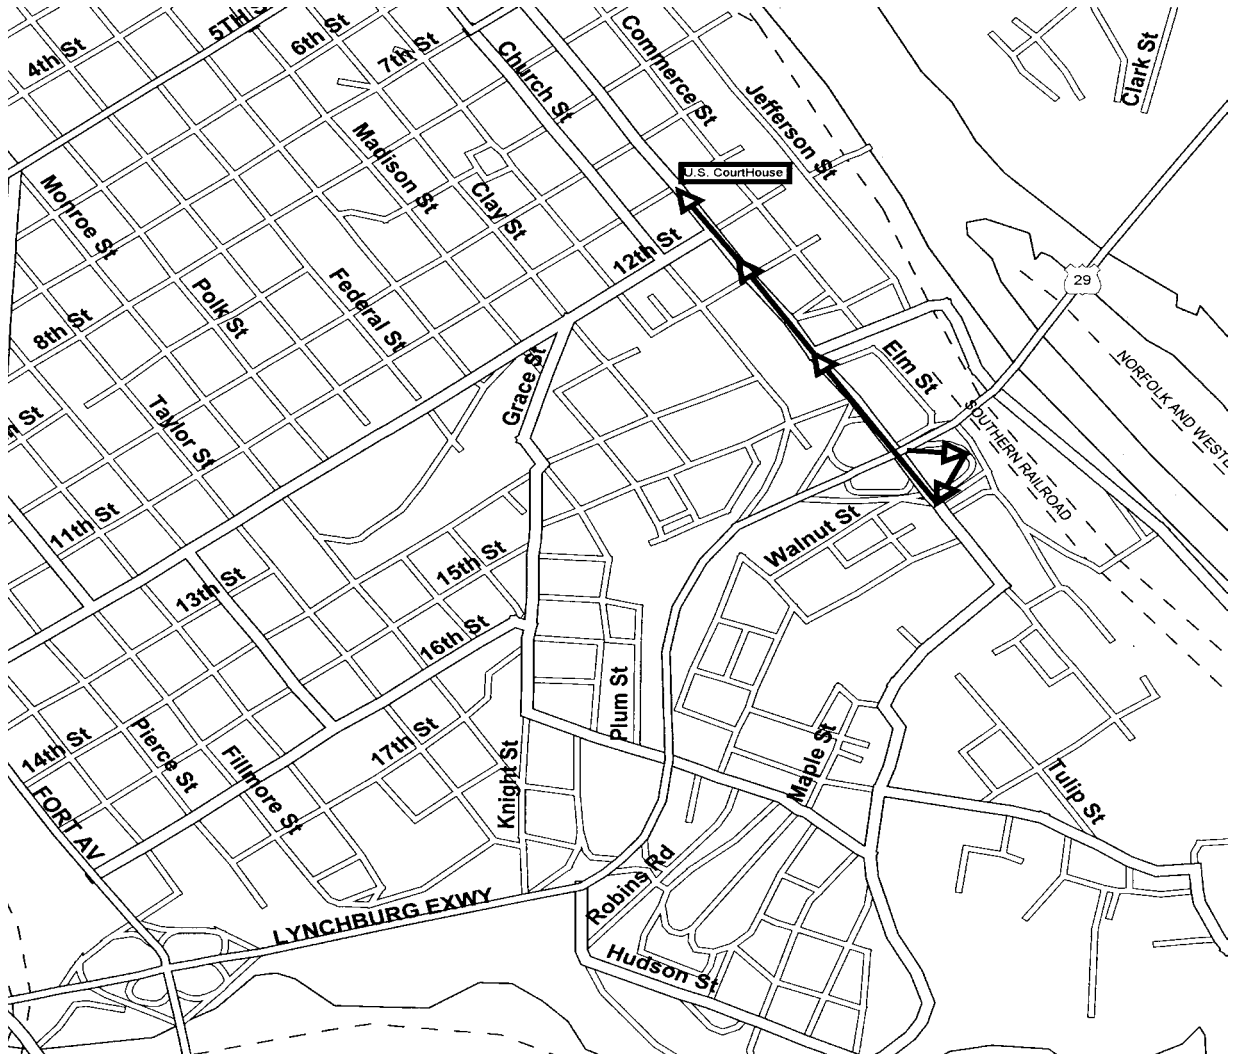 4th St
5TH S
6th St
7th St
Church St
Commerce St
Jefferson St
Clark St
U.S. CourtHouse
Madison St
Clay St
Monroe St
12th St
Polk St
Federal St
8th St
29
NORFOLK AND WESTE
Elm St
Grace St
SOUTHERN RAILROAD
Taylor St
St
11th St
Walnut St
15th St
13th St
16th St
Plum St
Maple St
17th St
14th St
Pierce St
Fillmore St
Knight St
Tulip St
FORT AV
Robins Rd
LYNCHBURG EXWY
Hudson St